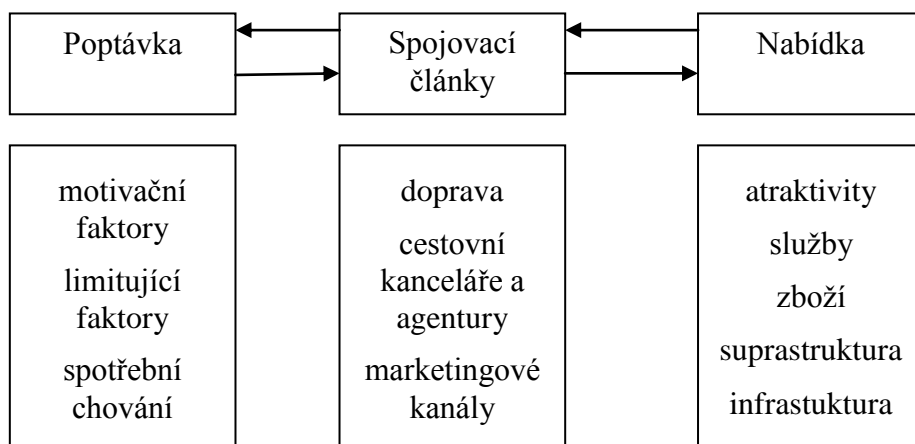 Poptávka
Spojovací
články
Nabídka
motivační
faktory
limitující
faktory
spotřební
chování
doprava
cestovní
kanceláře a
agentury
marketingové
kanály
atraktivity
služby
zboží
suprastruktura
infrastuktura